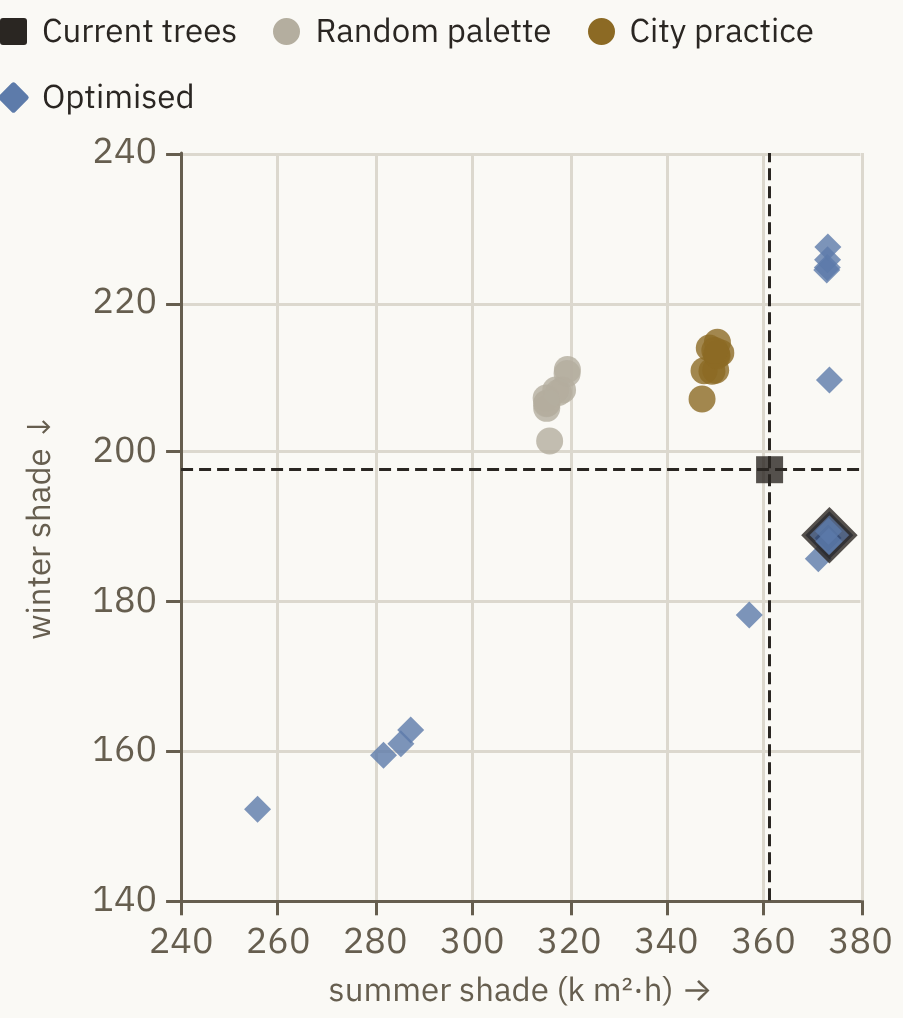 Current trees Random palette City practice
Optimised
240
220
200
180
160
140
winter shade ↓
240 260 280 300 320 340 360 380
summer shade (k m²·h) →